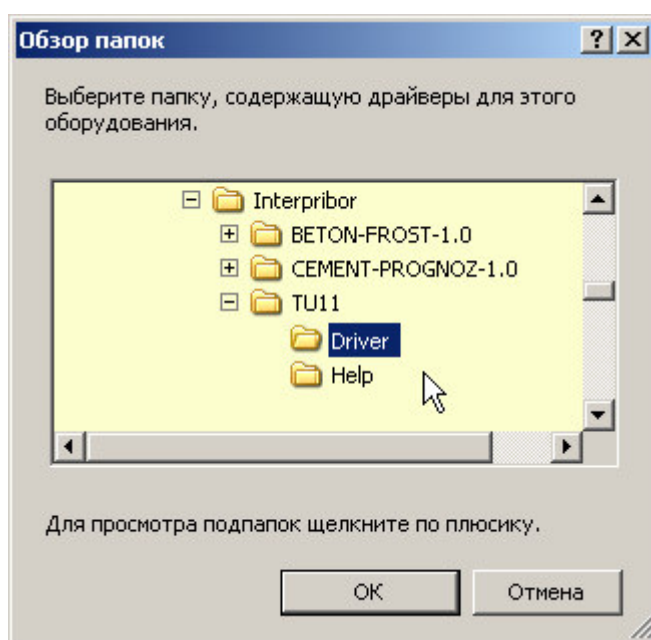 Обзор папок
Выберите папку, содержащую драйверы для этого
оборудования.
Interpribor
BETON-FROST-1.0
CEMENT-PROGNOZ-1.0
TU11
Driver
Help
Для просмотра подпапок щелкните по плюсику.
ОК
Отмена